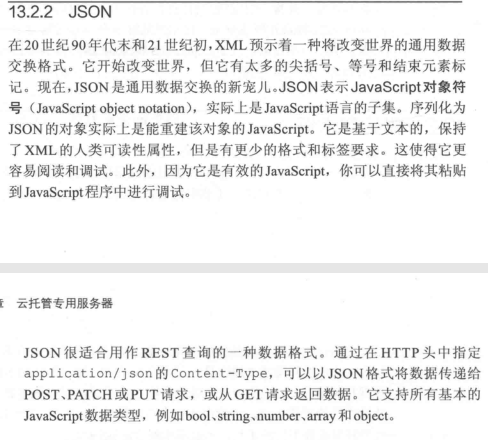 13.2.2 JSON
在20世纪90年代末和21世纪初,XML预示着一种将改变世界的通用数据
交换格式。它开始改变世界，但它有太多的尖括号、等号和结束元素标
记。现在,JSON是通用数据交换的新宠儿。JSON表示JavaScript对象符
号（JavaScript object notation），实际上是JavaScript语言的子集。序列化为
JSON的对象实际上是能重建该对象的JavaScript。它是基于文本的，保持
了XML的人类可读性属性，但是有更少的格式和标签要求。这使得它更
容易阅读和调试。此外，因为它是有效的JavaScript，你可以直接将其粘贴
到JavaScript程序中进行调试。
云托管专用服务器
JSON很适合用作REST查询的一种数据格式。通过在HTTP头中指定
application/json的Content-Type，可以以JSON格式将数据传递给
POST、PATCH或PUT请求，或从GET请求返回数据。它支持所有基本的
JavaScript数据类型，例如bool、string、number、array和object。